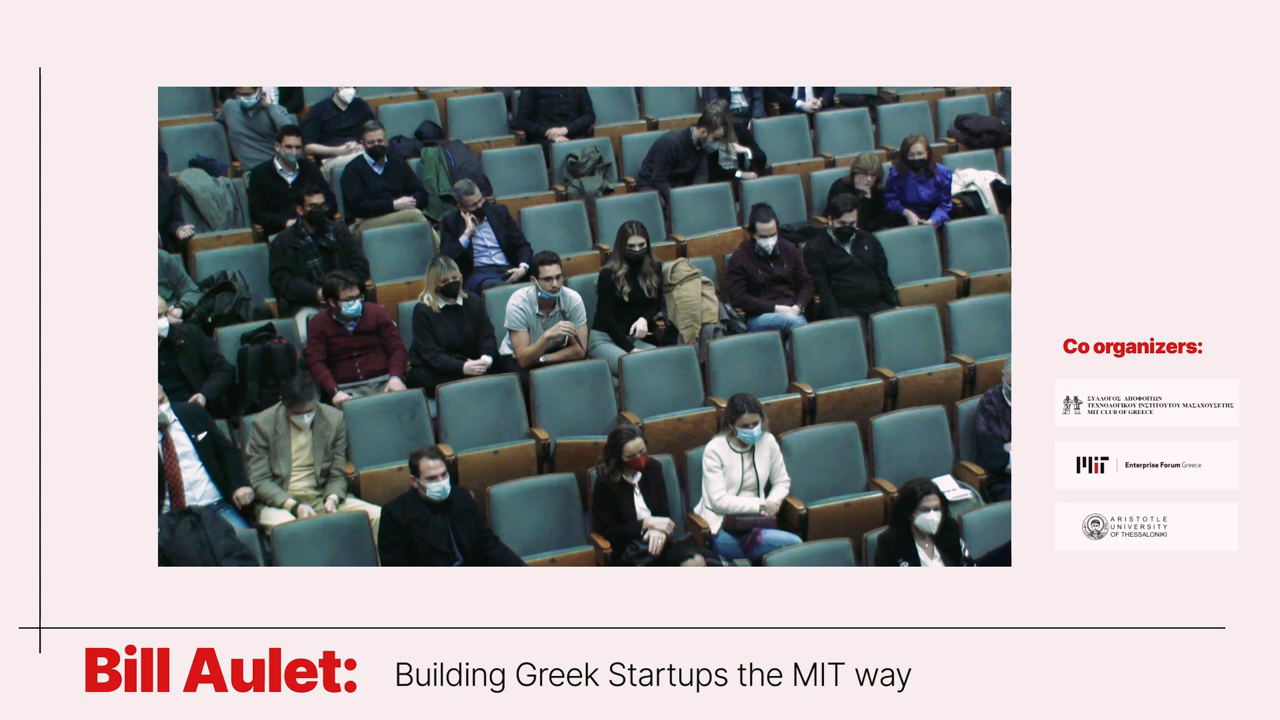 Co organizers:
ΣΥΛΛΟΓΟΣ ΑΠΟΦΟΙΤΩΝ
ΤΕΧΝΟΛΟΓΙΚΟΥ ΙΝΣΤΙΤΟΥΤΟΥ ΜΑΣΑΧΟΥΣΕΤΗΣ
MIT CLUB OF GREECE
MIT Enterprise Forum Greece
ARISTOTLE
UNIVERSITY
OF THESSALONIKI
Bill Aulet: Building Greek Startups the MIT way